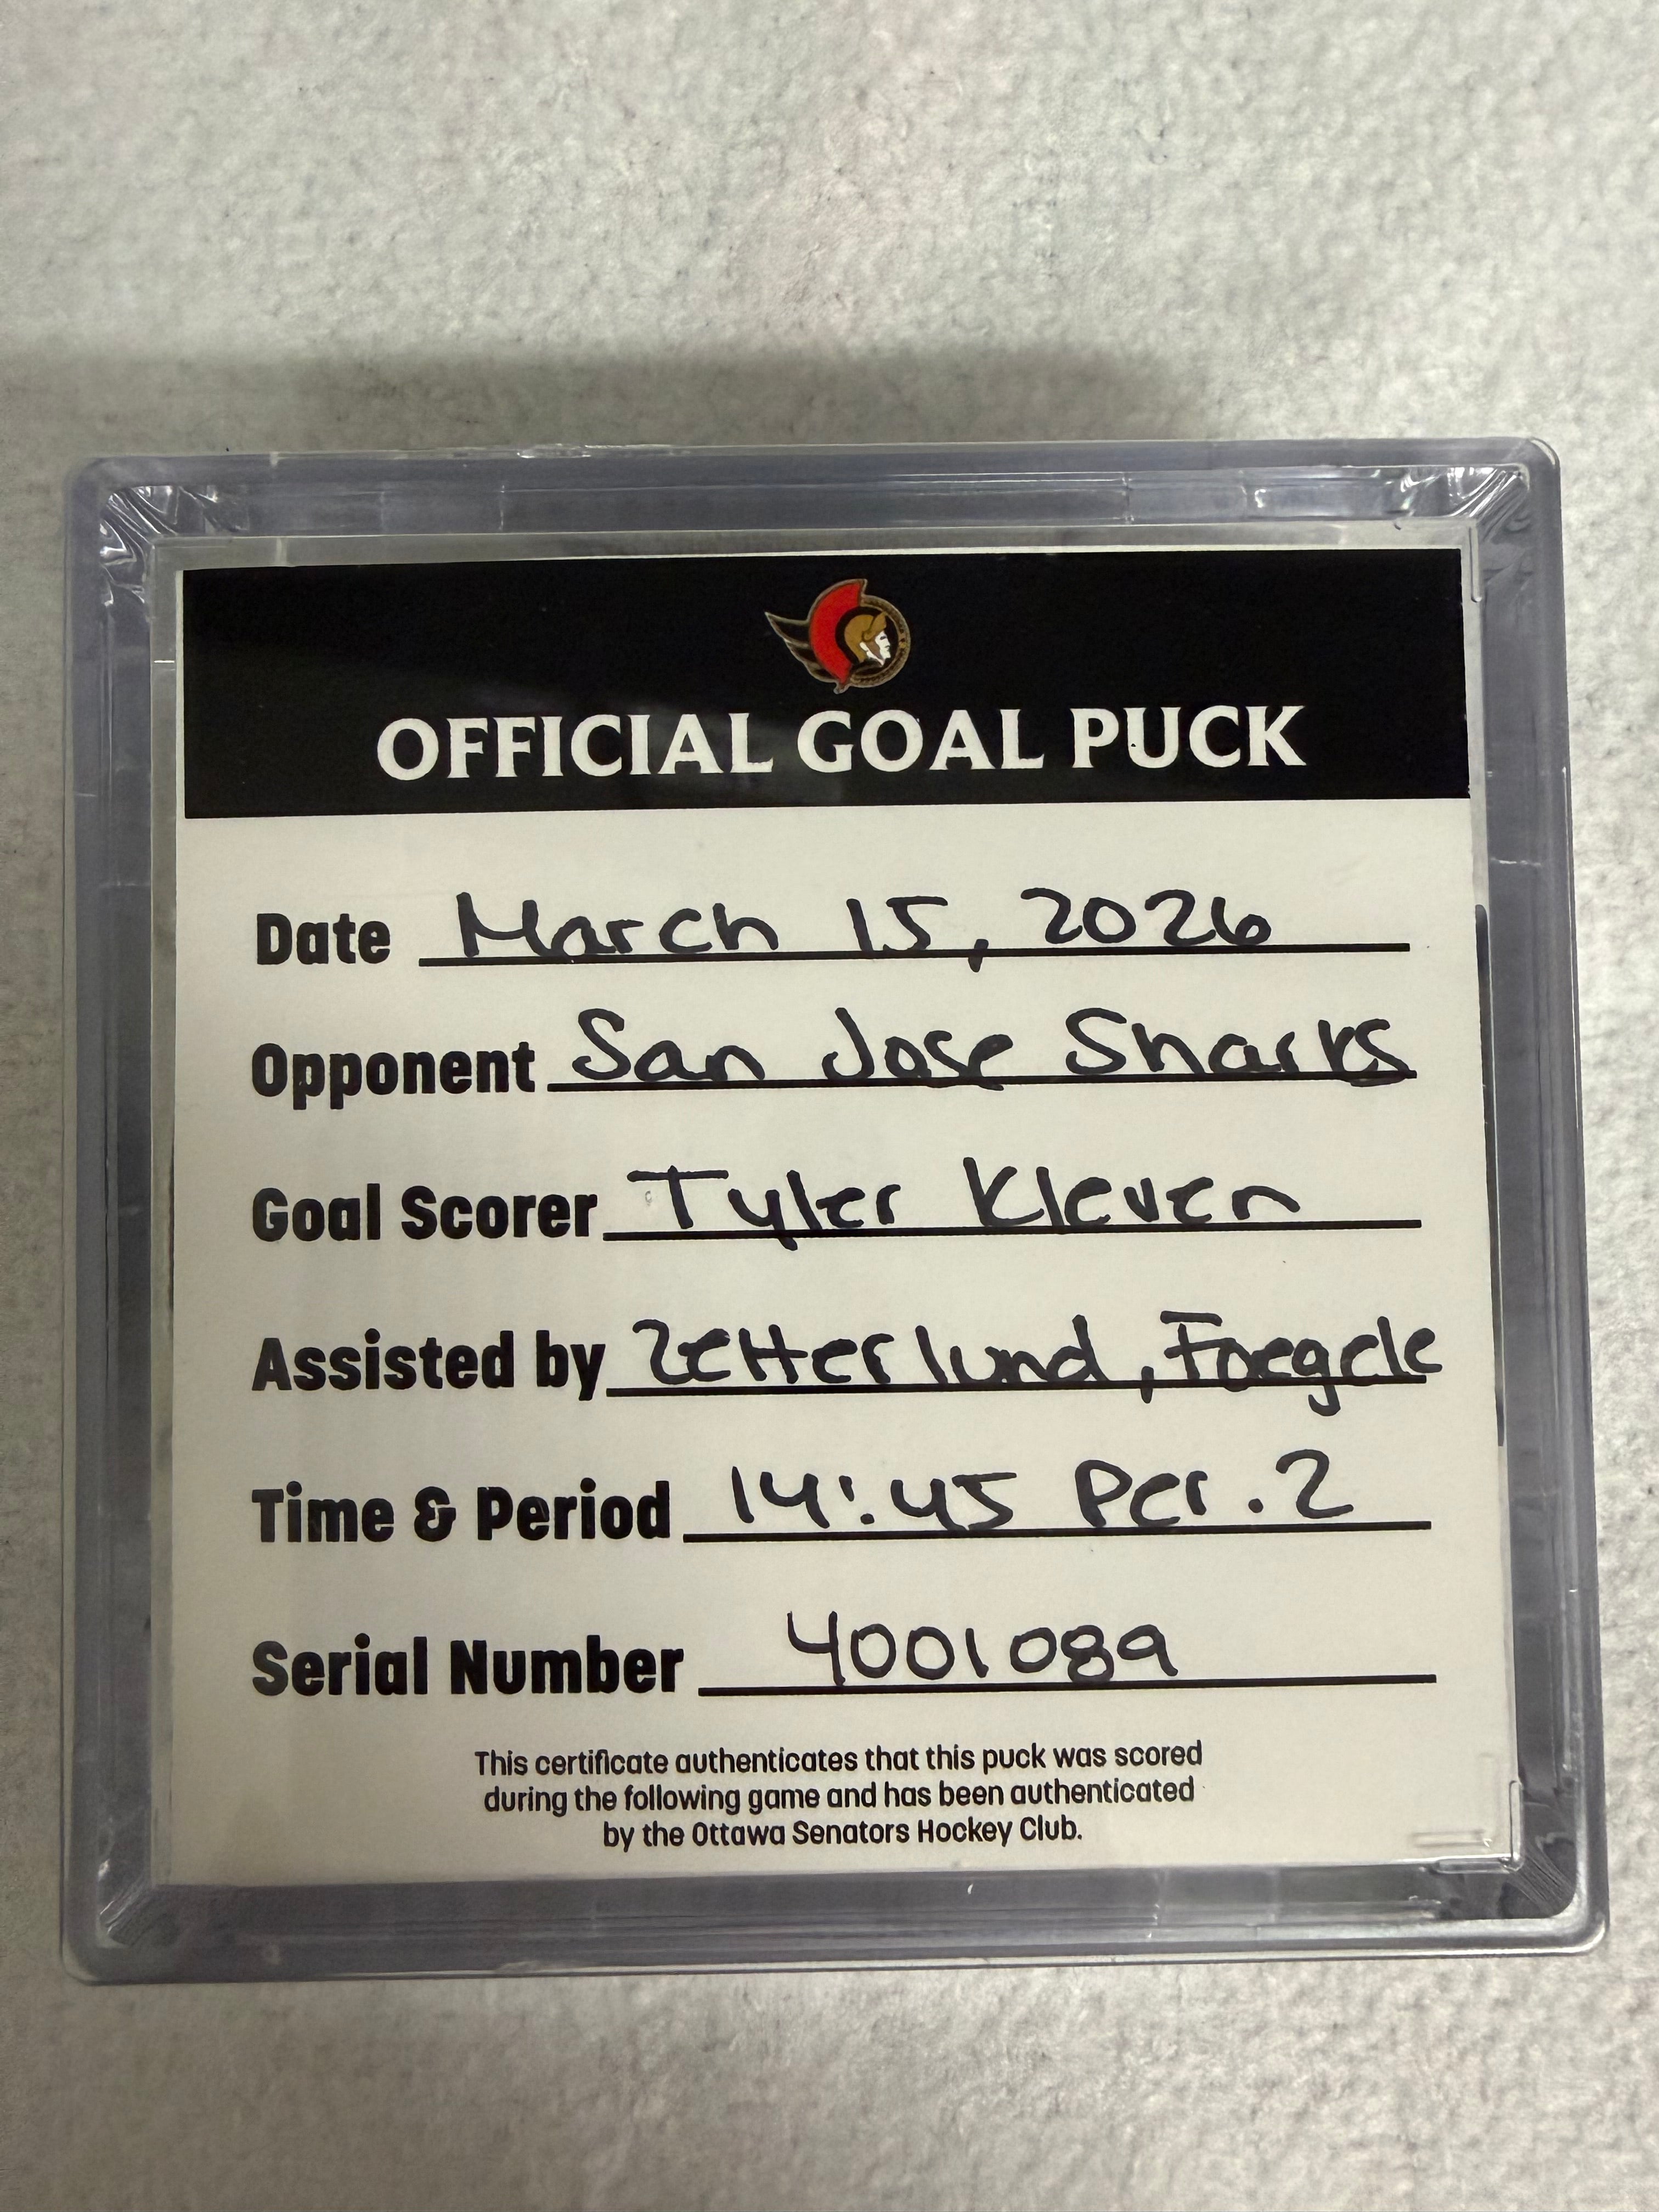 OFFICIAL GOAL PUCK
Date March 15, 2026
Opponent San Jose Sharks
Goal Scorer Tyler Kleven
Assisted by Zetterlund, Foegele
Time & Period 14:45 Per. 2
Serial Number 4001089
This certificate authenticates that this puck was scored
during the following game and has been authenticated
by the Ottawa Senators Hockey Club.